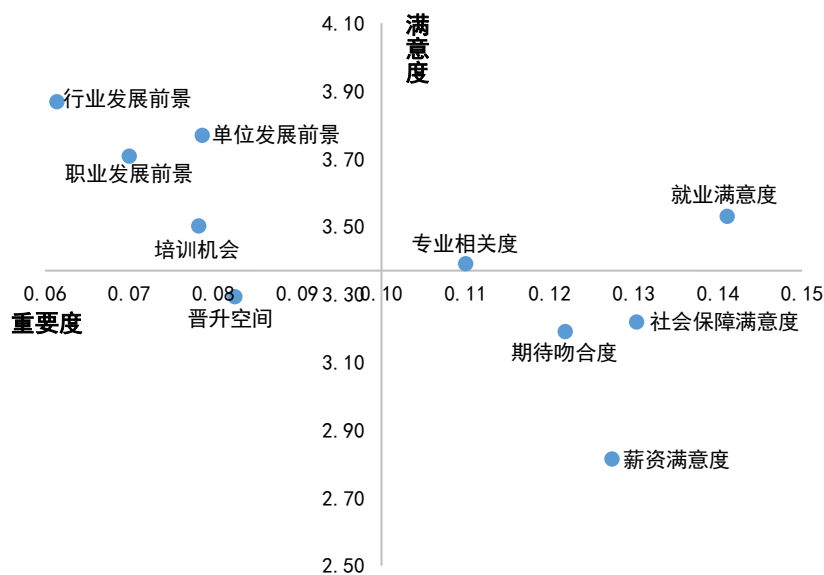 4.10
满意度
3.90
行业发展前景
单位发展前景
3.70
职业发展前景
就业满意度
3.50
培训机会
专业相关度
0.06 0.07 0.08 0.09 3.30 0.10 0.11 0.12 0.13 0.14 0.15
重要度
晋升空间
社会保障满意度
期待吻合度
3.10
2.90
薪资满意度
2.70
2.50